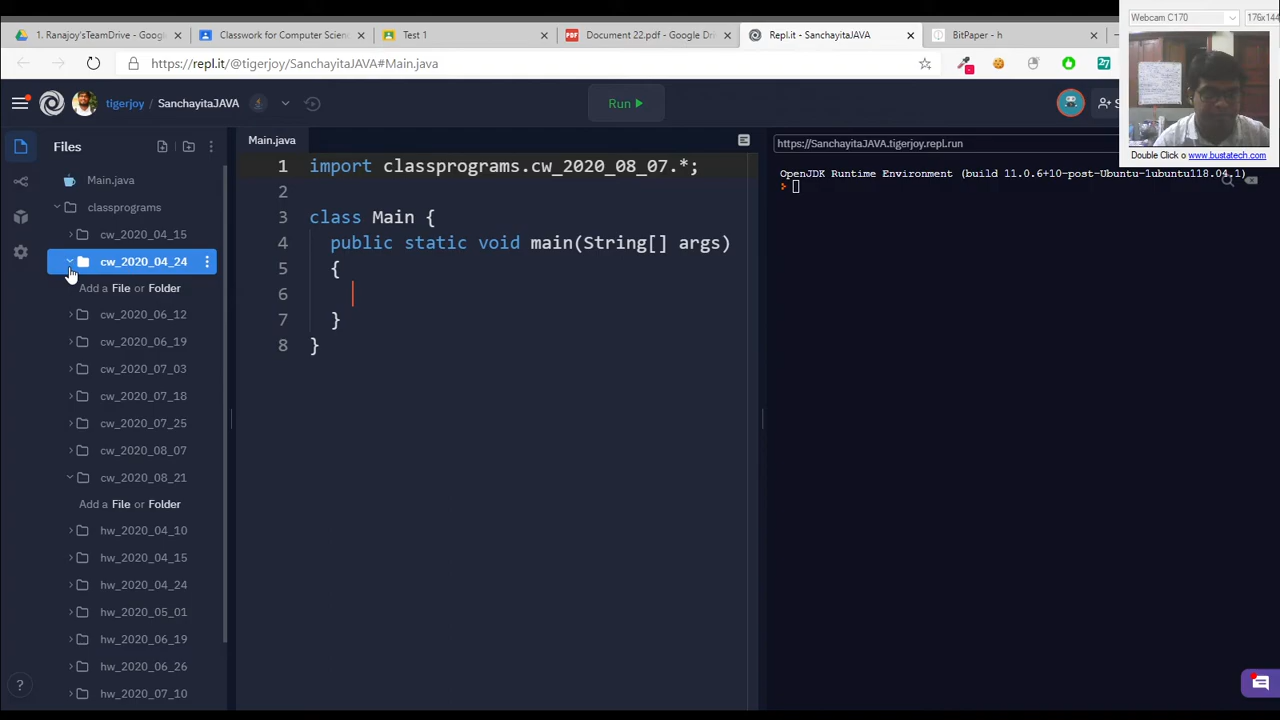 1. Ranajoy'sTeamDrive - Googl
Classwork for Computer Scienc
Test 1
Document 22.pdf - Google Dri
Repl.it - SanchayitaJAVA
BitPaper - h
Webcam C170
176x144
https://repl.it/@tigerjoy/SanchayitaJAVA#Main.java
27
tigerjoy / SanchayitaJAVA
Run
S
Double Click o www.bustatech.com
Files
Main.java
https://SanchayitaJAVA.tigerjoy.repl.run
Main.java
classprograms
cw_2020_04_15
cw_2020_04_24
Add a File or Folder
cw_2020_06_12
cw_2020_06_19
cw_2020_07_03
cw_2020_07_18
cw_2020_07_25
cw_2020_08_07
cw_2020_08_21
Add a File or Folder
hw_2020_04_10
hw_2020_04_15
hw_2020_04_24
hw_2020_05_01
hw_2020_06_19
hw_2020_06_26
hw_2020_07_10
1 import classprograms.cw_2020_08_07.*;
2
3 class Main {
4 public static void main(String[] args)
5 {
6
7 }
8 }
OpenJDK Runtime Environment (build 11.0.6+10-post-Ubuntu-1ubuntu118.04.1)
?